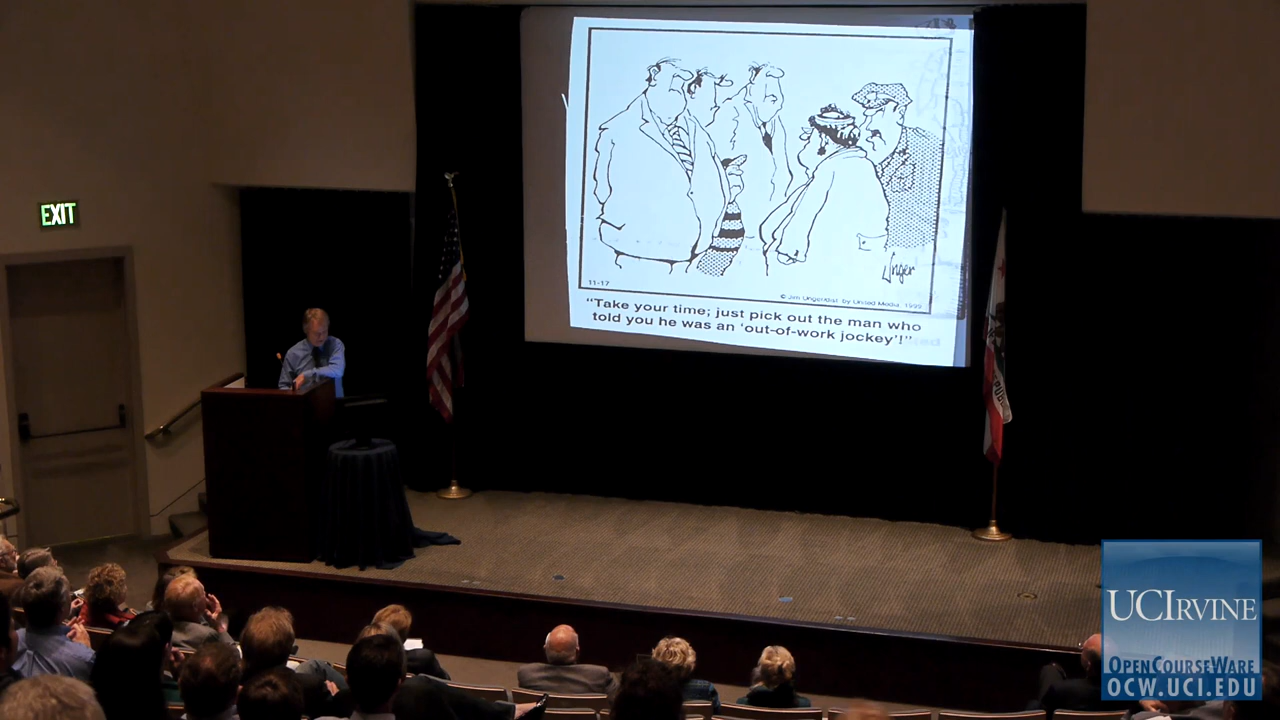 EXIT
Unger
11-17
© Jim Unger/dist. by United Media, 1999
"Take your time; just pick out the man who
told you he was an 'out-of-work jockey'!"
UCIRVINE
OPENCOURSEWARE
OCW.UCI.EDU